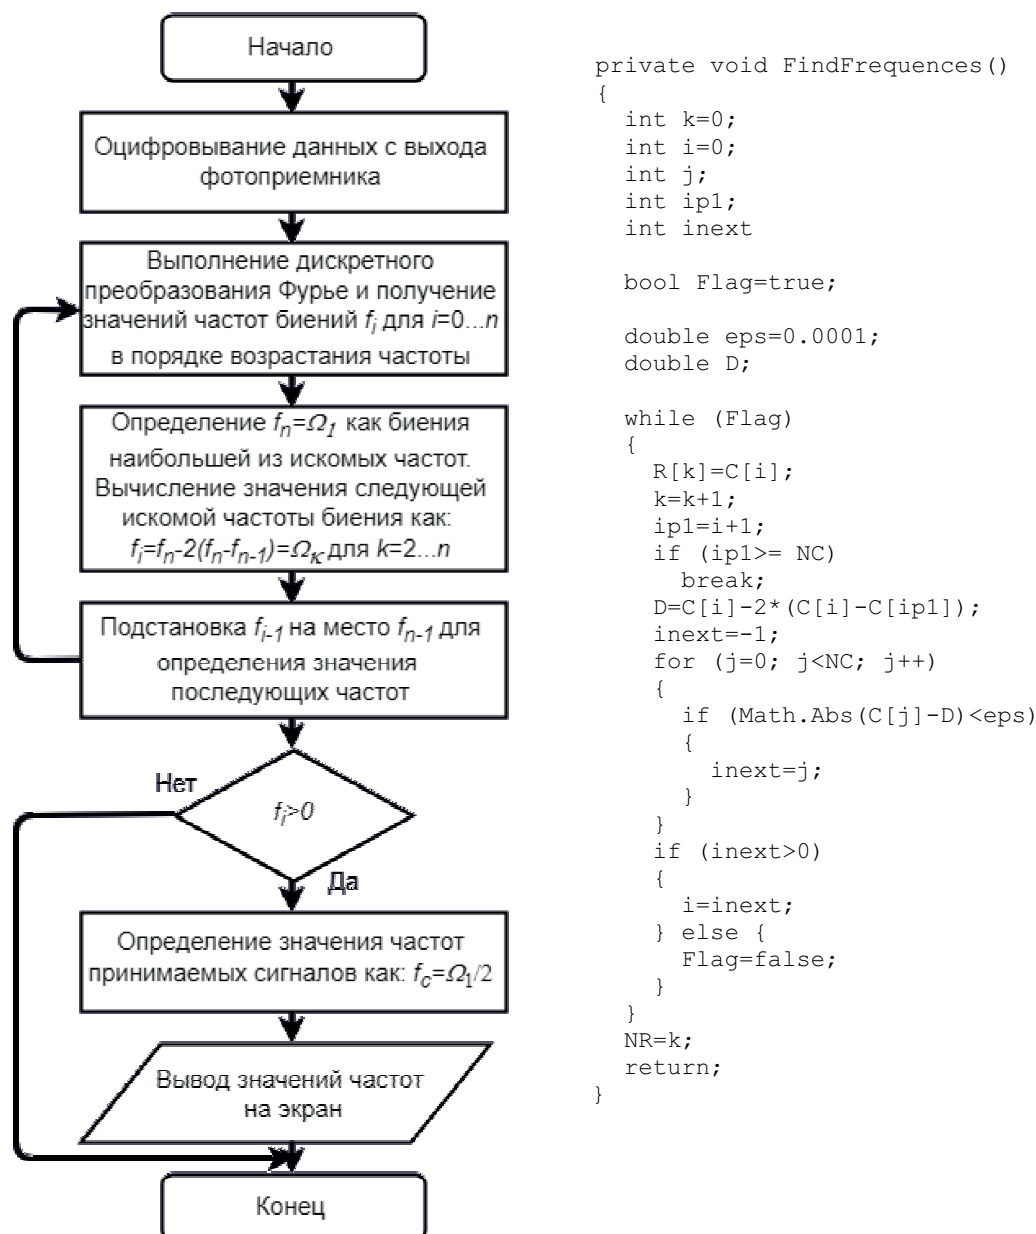 Начало
Оцифровывание данных с выхода
фотоприемника
Выполнение дискретного
преобразования Фурье и получение
значений частот биений fi для i=0...n
в порядке возрастания частоты
Определение fn=Ω1 как биения
наибольшей из искомых частот.
Вычисление значения следующей
искомой частоты биения как:
fi=fn-2(fn-fn-1)=Ωк для k=2...n
Подстановка fi-1 на место fn-1 для
определения значения
последующих частот
Нет
fi>0
Да
Определение значения частот
принимаемых сигналов как: fc=Ω1/2
Вывод значений частот
на экран
Конец
private void FindFrequences()
{
int k=0;
int i=0;
int j;
int ip1;
int inext
bool Flag=true;
double eps=0.0001;
double D;
while (Flag)
{
R[k]=C[i];
k=k+1;
ip1=i+1;
if (ip1>= NC)
break;
D=C[i]-2*(C[i]-C[ip1]);
inext=-1;
for (j=0; j<NC; j++)
{
if (Math.Abs(C[j]-D)<eps)
{
inext=j;
}
}
if (inext>0)
{
i=inext;
} else {
Flag=false;
}
}
NR=k;
return;
}